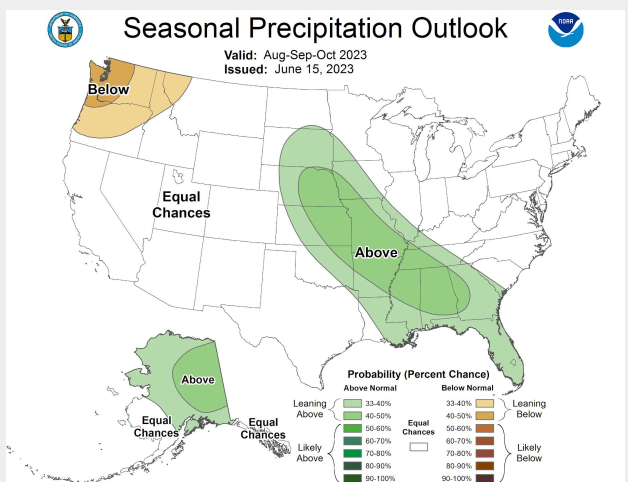 Seasonal Precipitation Outlook
NOAA
Valid: Aug-Sep-Oct 2023
Issued: June 15, 2023
Below
Equal
Chances
Above
Above
Equal
Chances
Equal
Chances
Probability (Percent Chance)
Above Normal
Below Normal
Leaning
Above
33-40%
40-50%
50-60%
60-70%
70-80%
80-90%
90-100%
Likely
Above
Equal
Chances
33-40%
40-50%
50-60%
60-70%
70-80%
80-90%
90-100%
Leaning
Below
Likely
Below